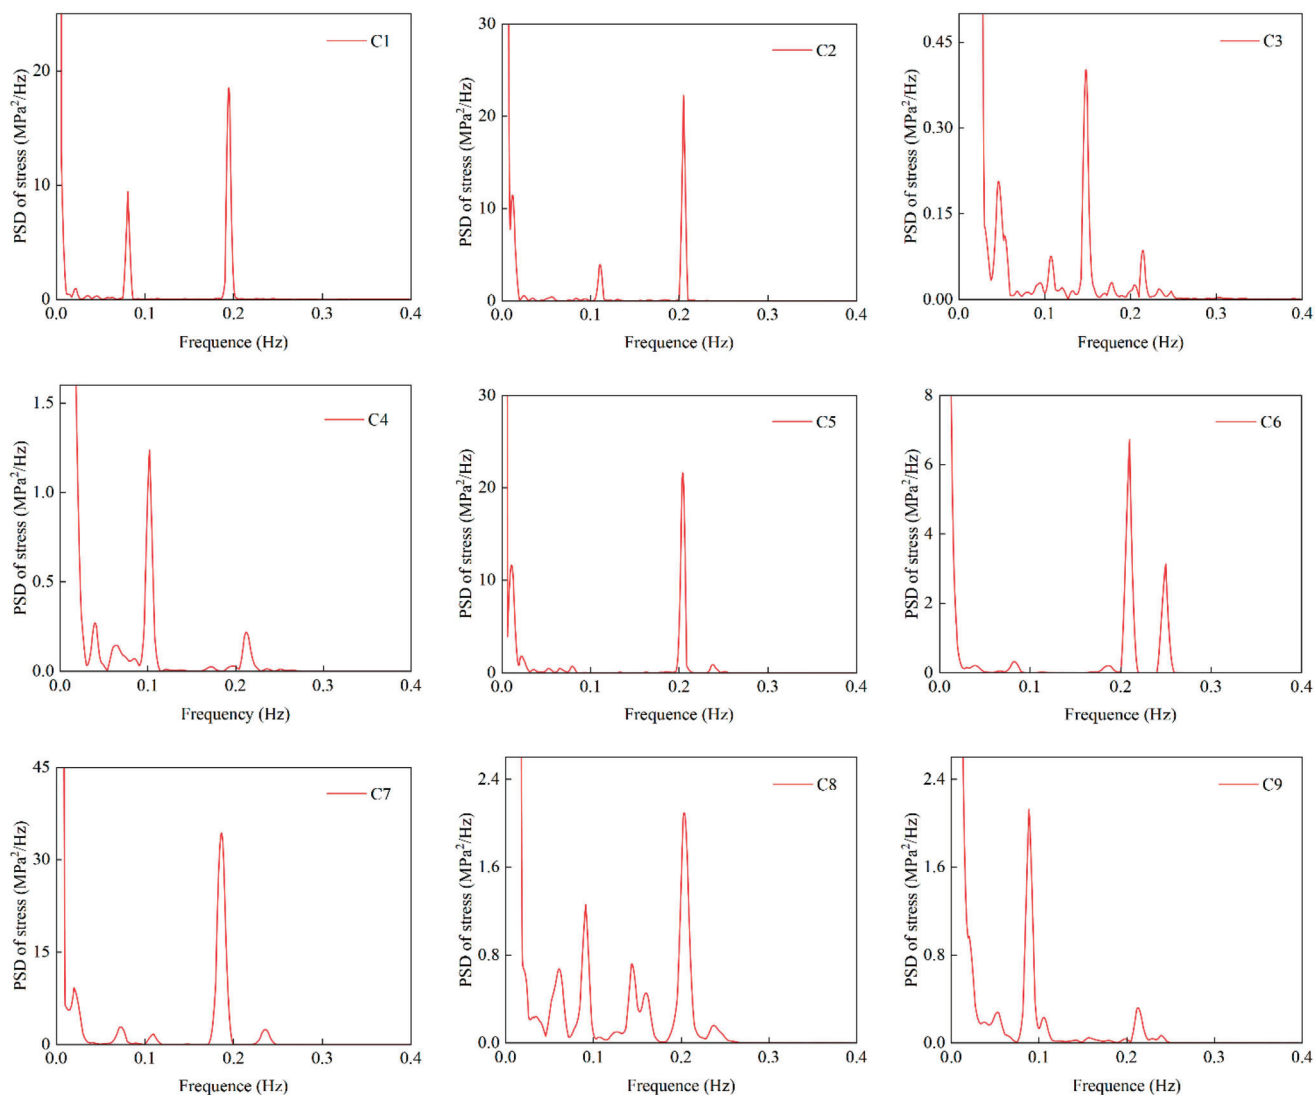 C1
PSD of stress (MPa²/Hz)
20
10
0
0.0 0.1 0.2 0.3 0.4
Frequence (Hz)
C2
PSD of stress (MPa²/Hz)
30
20
10
0
0.0 0.1 0.2 0.3 0.4
Frequence (Hz)
C3
PSD of stress (MPa²/Hz)
0.45
0.30
0.15
0.00
0.0 0.1 0.2 0.3 0.4
Frequence (Hz)
C4
PSD of stress (MPa²/Hz)
1.5
1.0
0.5
0.0
0.0 0.1 0.2 0.3 0.4
Frequency (Hz)
C5
PSD of stress (MPa²/Hz)
30
20
10
0
0.0 0.1 0.2 0.3 0.4
Frequence (Hz)
C6
PSD of stress (MPa²/Hz)
8
6
4
2
0
0.0 0.1 0.2 0.3 0.4
Frequence (Hz)
C7
PSD of stress (MPa²/Hz)
45
30
15
0
0.0 0.1 0.2 0.3 0.4
Frequence (Hz)
C8
PSD of stress (MPa²/Hz)
2.4
1.6
0.8
0.0
0.0 0.1 0.2 0.3 0.4
Frequence (Hz)
C9
PSD of stress (MPa²/Hz)
2.4
1.6
0.8
0.0
0.0 0.1 0.2 0.3 0.4
Frequence (Hz)